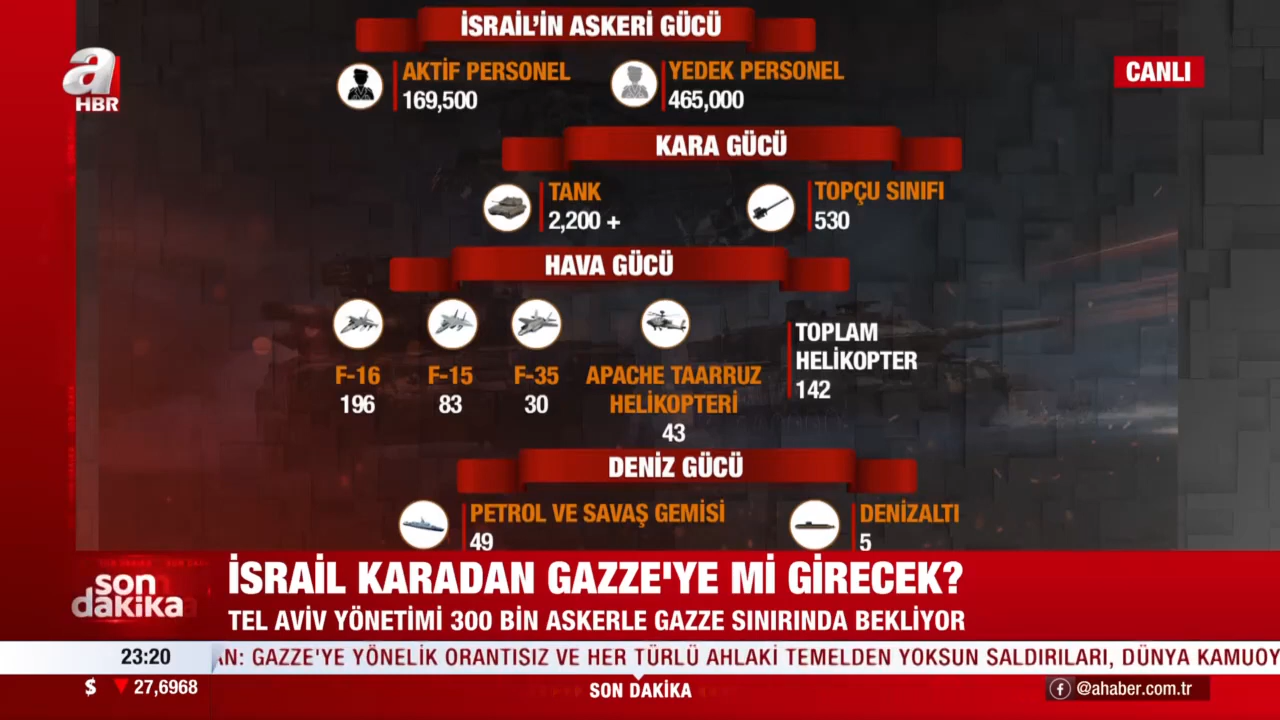 İSRAİL'İN ASKERİ GÜCÜ
a
HBR
CANLI
AKTİF PERSONEL
169,500
YEDEK PERSONEL
465,000
KARA GÜCÜ
TANK
2,200 +
TOPÇU SINIFI
530
HAVA GÜCÜ
F-16
196
F-15
83
F-35
30
APACHE TAARRUZ
HELİKOPTERİ
43
TOPLAM
HELİKOPTER
142
DENİZ GÜCÜ
PETROL VE SAVAŞ GEMİSİ
49
DENİZALTI
5
son
dakika
İSRAİL KARADAN GAZZE'YE Mİ GİRECEK?
TEL AVİV YÖNETİMİ 300 BİN ASKERLE GAZZE SINIRINDA BEKLİYOR
23:20
AN: GAZZE'YE YÖNELİK ORANTISIZ VE HER TÜRLÜ AHLAKİ TEMELDEN YOKSUN SALDIRILARI, DÜNYA KAMUOY
$ 27,6968
SON DAKİKA
@ahaber.com.tr